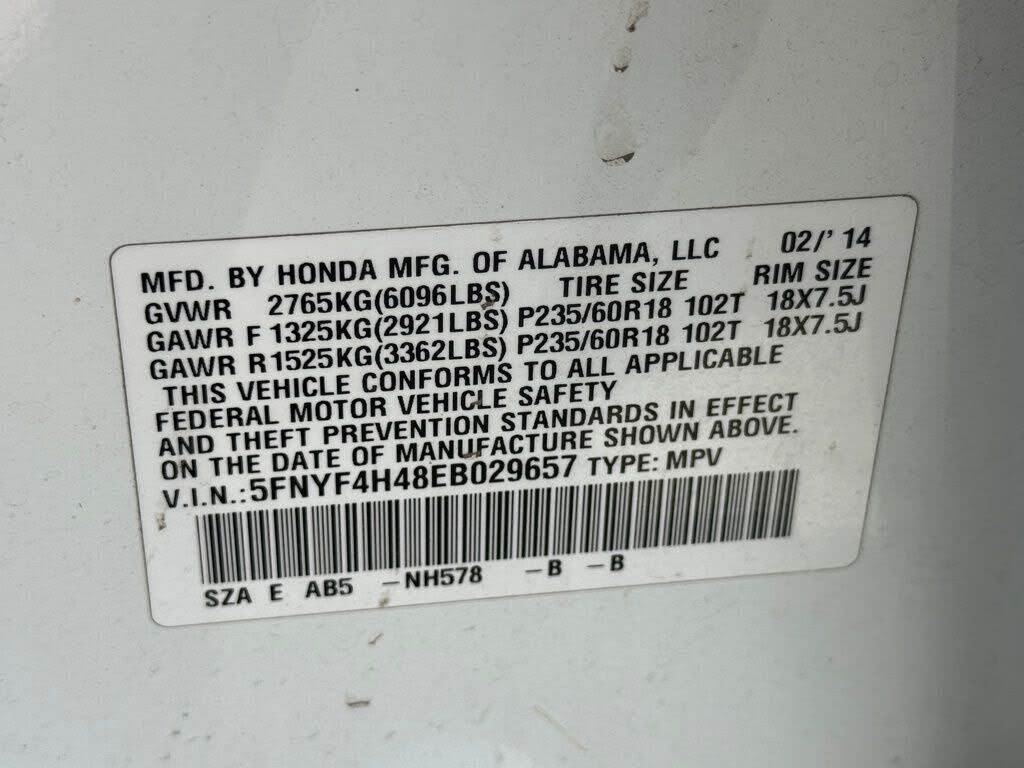 MFD. BY HONDA MFG. OF ALABAMA, LLC 02/' 14
GVWR 2765KG(6096LBS) TIRE SIZE RIM SIZE
GAWR F 1325KG(2921LBS) P235/60R18 102T 18X7.5J
GAWR R1525KG(3362LBS) P235/60R18 102T 18X7.5J
THIS VEHICLE CONFORMS TO ALL APPLICABLE
FEDERAL MOTOR VEHICLE SAFETY
AND THEFT PREVENTION STANDARDS IN EFFECT
ON THE DATE OF MANUFACTURE SHOWN ABOVE.
V.I.N.:5FNYF4H48EB029657 TYPE: MPV
SZA E AB5 –NH578 –B –B